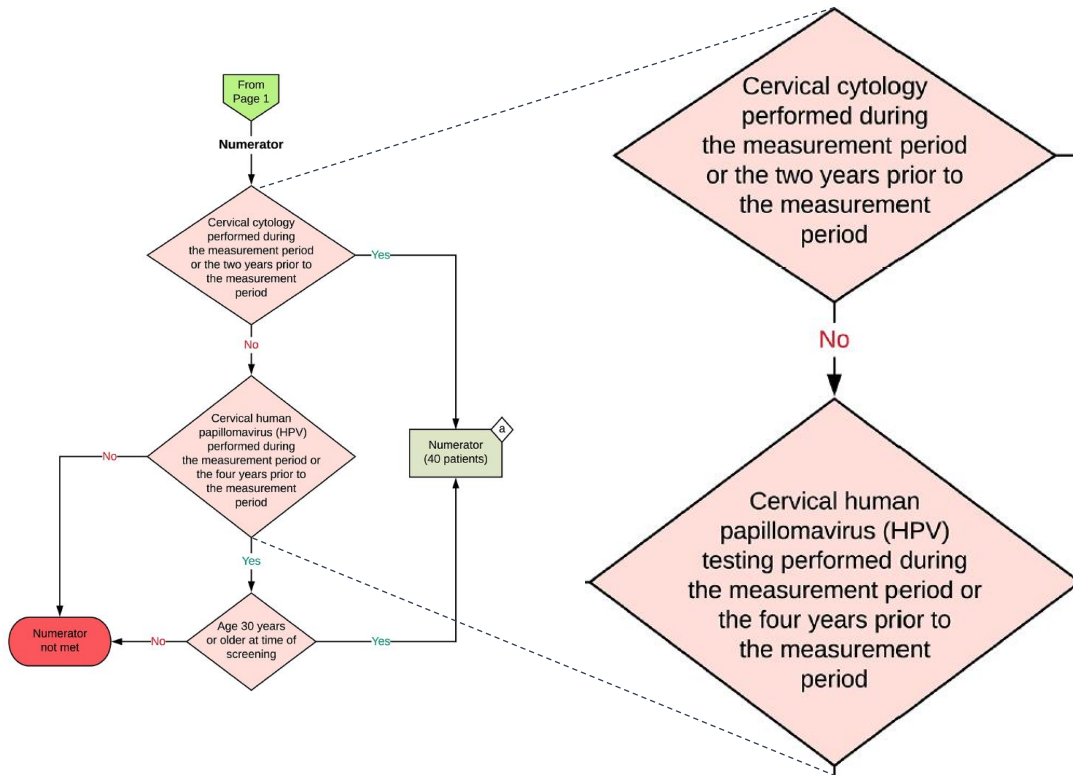 From
Page 1
Numerator
Cervical cytology
performed during
the measurement period
or the two years prior to
the measurement
period
Yes
No
Cervical human
papillomavirus (HPV)
performed during
the measurement period or
the four years prior to
the measurement
period
No
Yes
a
Numerator
(40 patients)
Age 30 years
or older at time of
screening
No
Yes
Numerator
not met
Cervical cytology
performed during
the measurement period
or the two years prior to
the measurement
period
No
Cervical human
papillomavirus (HPV)
testing performed during
the measurement period or
the four years prior to
the measurement
period